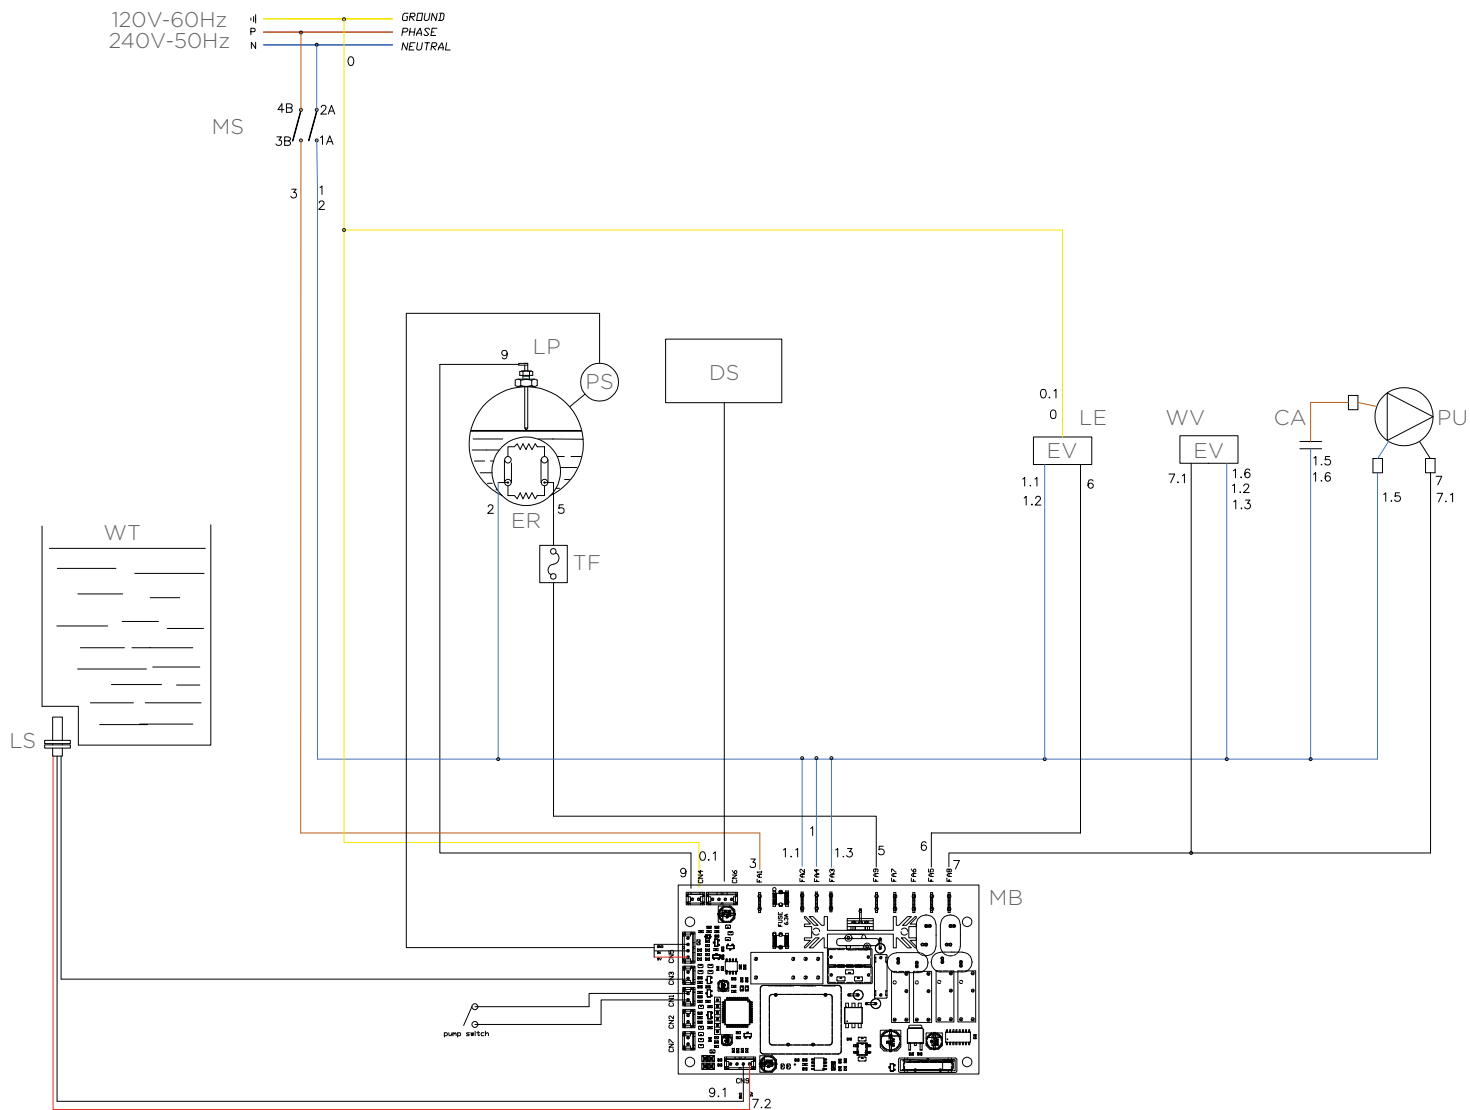 120V-60Hz
240V-50Hz
P
N
GROUND
PHASE
NEUTRAL
0
4B
2A
MS
3B
1A
3
1
2
9
LP
PS
DS
0.1
0
LE
WV
CA
PU
EV
EV
1.1
1.2
6
7.1
1.6
1.2
1.3
1.5
1.6
1.5
7
7.1
2
5
ER
TF
WT
LS
1
9
0.1
3
1.1
1.3
5
6
7
CN4
CN6
FA1
FA2
FA4
FA3
FA9
FA7
FA6
FA5
FA8
MB
FUSE
6.3A
CN5
CN3
CN1
CN2
CN7
pump switch
CN9
9.1
7.2